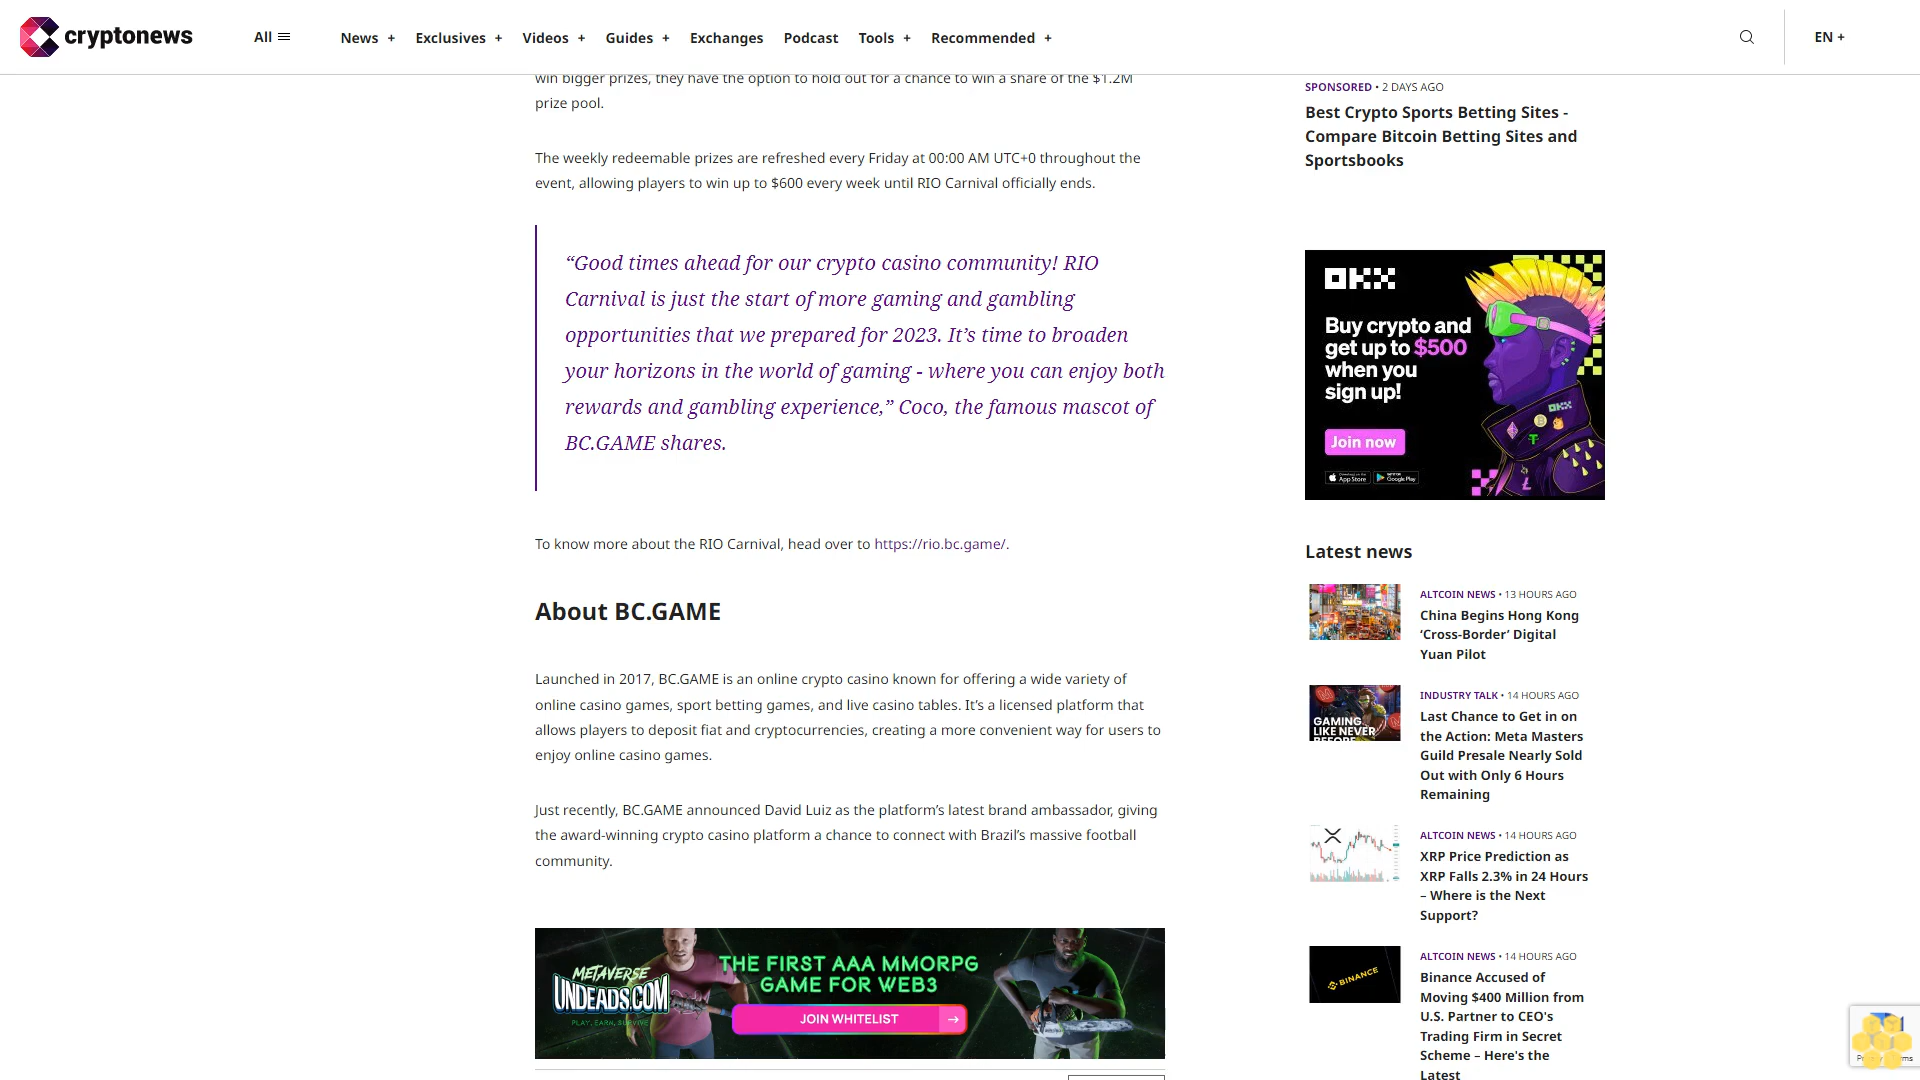 cryptonews
All
News +
Exclusives +
Videos +
Guides +
Exchanges
Podcast
Tools +
Recommended +
EN +
win bigger prizes, they have the option to hold out for a chance to win a share of the $1.2M
prize pool.
The weekly redeemable prizes are refreshed every Friday at 00:00 AM UTC+0 throughout the
event, allowing players to win up to $600 every week until RIO Carnival officially ends.
“Good times ahead for our crypto casino community! RIO
Carnival is just the start of more gaming and gambling
opportunities that we prepared for 2023. It’s time to broaden
your horizons in the world of gaming - where you can enjoy both
rewards and gambling experience,” Coco, the famous mascot of
BC.GAME shares.
To know more about the RIO Carnival, head over to https://rio.bc.game/.
About BC.GAME
Launched in 2017, BC.GAME is an online crypto casino known for offering a wide variety of
online casino games, sport betting games, and live casino tables. It’s a licensed platform that
allows players to deposit fiat and cryptocurrencies, creating a more convenient way for users to
enjoy online casino games.
Just recently, BC.GAME announced David Luiz as the platform’s latest brand ambassador, giving
the award-winning crypto casino platform a chance to connect with Brazil’s massive football
community.
METAVERSE
UNDEADS.COM
PLAY, EARN, SURVIVE
THE FIRST AAA MMORPG
GAME FOR WEB3
JOIN WHITELIST
SPONSORED • 2 DAYS AGO
Best Crypto Sports Betting Sites -
Compare Bitcoin Betting Sites and
Sportsbooks
OKX
Buy crypto and
get up to $500
when you
sign up!
Join now
App Store
Google Play
OKX
Latest news
ALTCOIN NEWS • 13 HOURS AGO
China Begins Hong Kong
‘Cross-Border’ Digital
Yuan Pilot
GAMING
LIKE NEVER
BEFORE
INDUSTRY TALK • 14 HOURS AGO
Last Chance to Get in on
the Action: Meta Masters
Guild Presale Nearly Sold
Out with Only 6 Hours
Remaining
ALTCOIN NEWS • 14 HOURS AGO
XRP Price Prediction as
XRP Falls 2.3% in 24 Hours
– Where is the Next
Support?
BINANCE
ALTCOIN NEWS • 14 HOURS AGO
Binance Accused of
Moving $400 Million from
U.S. Partner to CEO's
Trading Firm in Secret
Scheme – Here's the
Latest